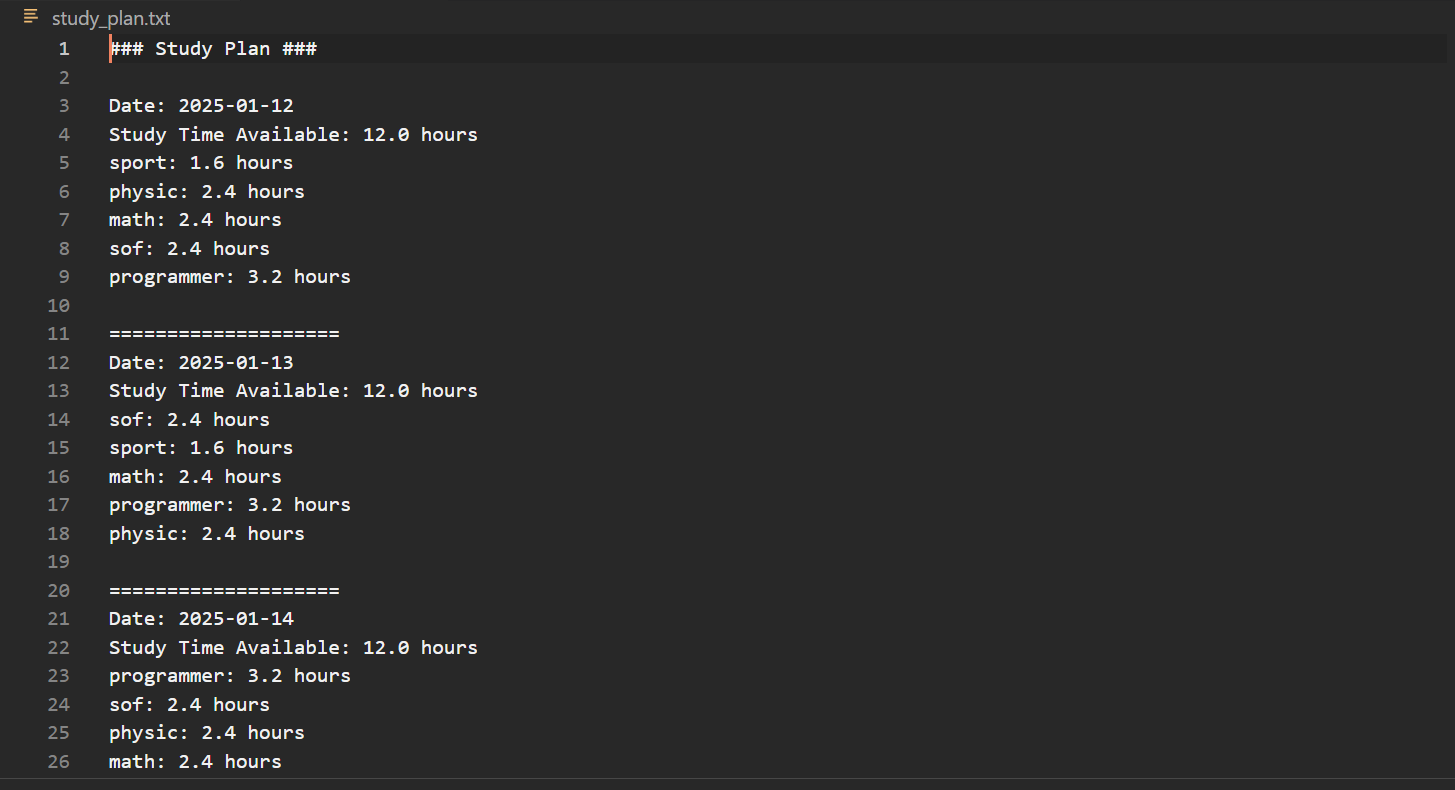 study_plan.txt
1 ### Study Plan ###
2
3 Date: 2025-01-12
4 Study Time Available: 12.0 hours
5 sport: 1.6 hours
6 physic: 2.4 hours
7 math: 2.4 hours
8 sof: 2.4 hours
9 programmer: 3.2 hours
10
11 ====================
12 Date: 2025-01-13
13 Study Time Available: 12.0 hours
14 sof: 2.4 hours
15 sport: 1.6 hours
16 math: 2.4 hours
17 programmer: 3.2 hours
18 physic: 2.4 hours
19
20 ====================
21 Date: 2025-01-14
22 Study Time Available: 12.0 hours
23 programmer: 3.2 hours
24 sof: 2.4 hours
25 physic: 2.4 hours
26 math: 2.4 hours